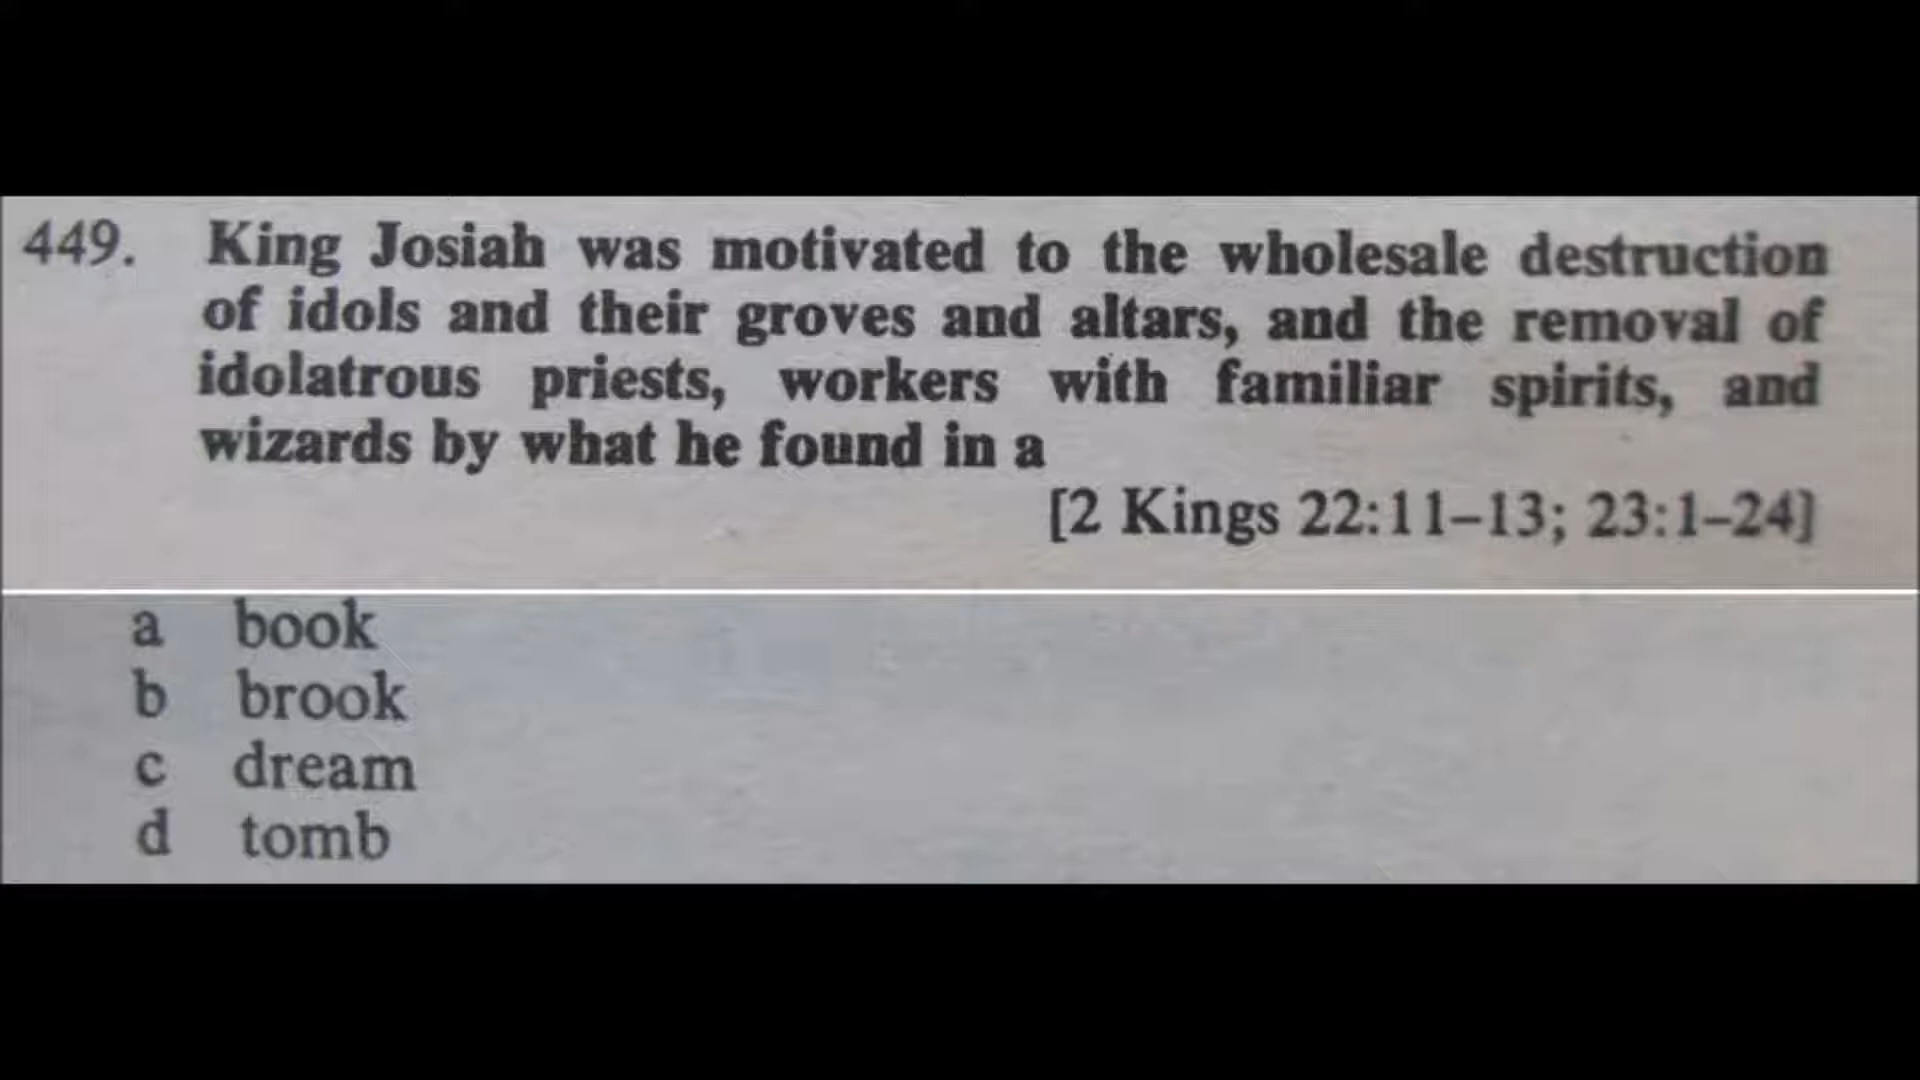 449. King Josiah was motivated to the wholesale destruction
of idols and their groves and altars, and the removal of
idolatrous priests, workers with familiar spirits, and
wizards by what he found in a
[2 Kings 22:11–13; 23:1–24]
a book
b brook
c dream
d tomb